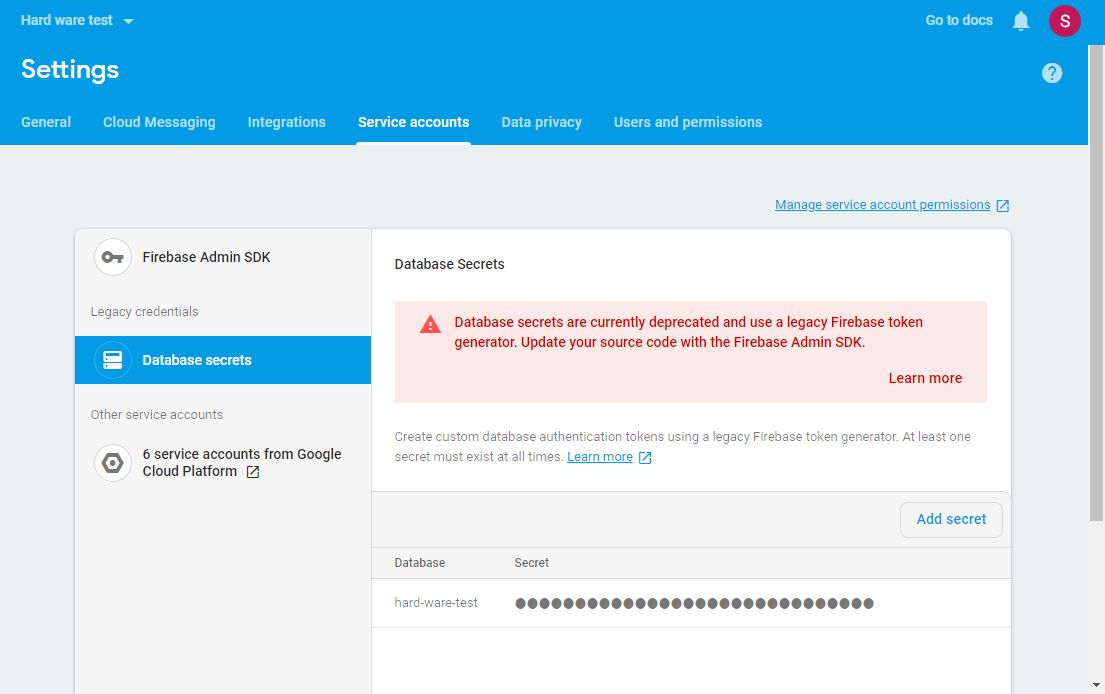 Hard ware test
Go to docs
S
Settings
?
General Cloud Messaging Integrations Service accounts Data privacy Users and permissions
Manage service account permissions
Firebase Admin SDK
Legacy credentials
Database secrets
Other service accounts
6 service accounts from Google
Cloud Platform
Database Secrets
Database secrets are currently deprecated and use a legacy Firebase token
generator. Update your source code with the Firebase Admin SDK.
Learn more
Create custom database authentication tokens using a legacy Firebase token generator. At least one
secret must exist at all times. Learn more
Add secret
Database Secret
hard-ware-test ●●●●●●●●●●●●●●●●●●●●●●●●●●●●●●